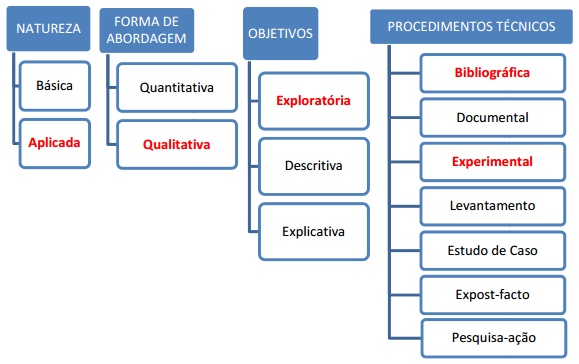 NATUREZA
Básica
Aplicada
FORMA DE
ABORDAGEM
Quantitativa
Qualitativa
OBJETIVOS
Exploratória
Descritiva
Explicativa
PROCEDIMENTOS TÉCNICOS
Bibliográfica
Documental
Experimental
Levantamento
Estudo de Caso
Expost-facto
Pesquisa-ação